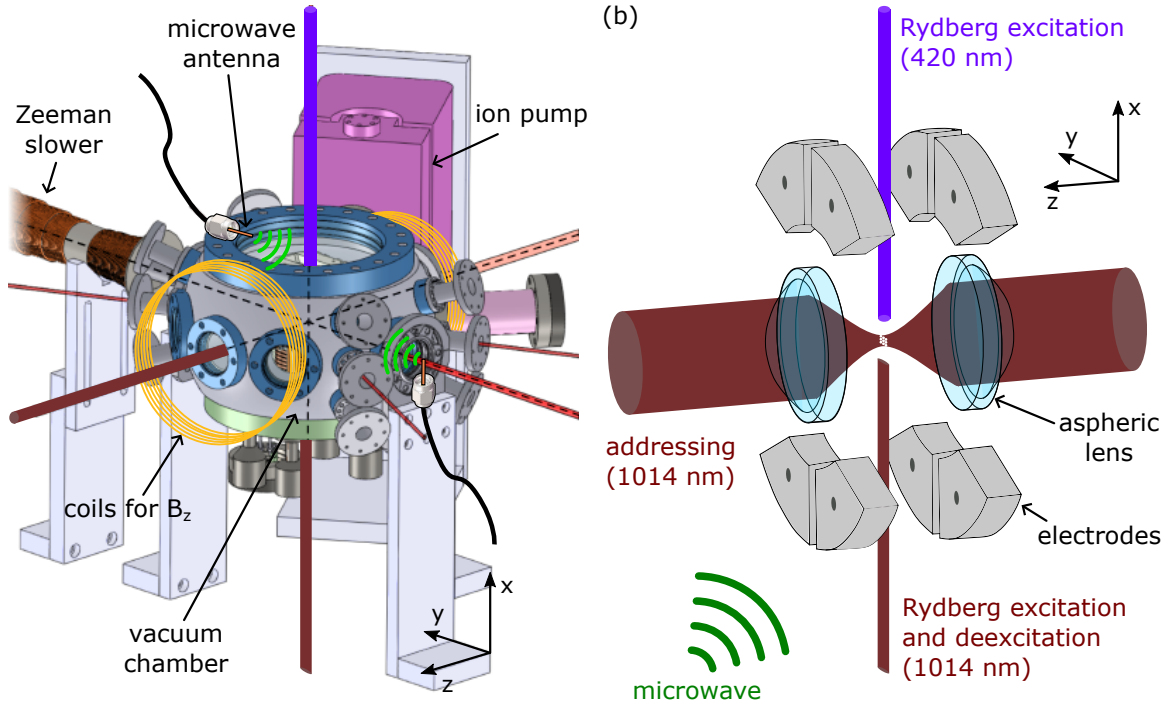 microwave
antenna
Zeeman
slower
ion pump
coils for Bz
vacuum
chamber
x
y
z
(b)
Rydberg excitation
(420 nm)
x
y
z
addressing
(1014 nm)
aspheric
lens
electrodes
Rydberg excitation
and deexcitation
(1014 nm)
microwave